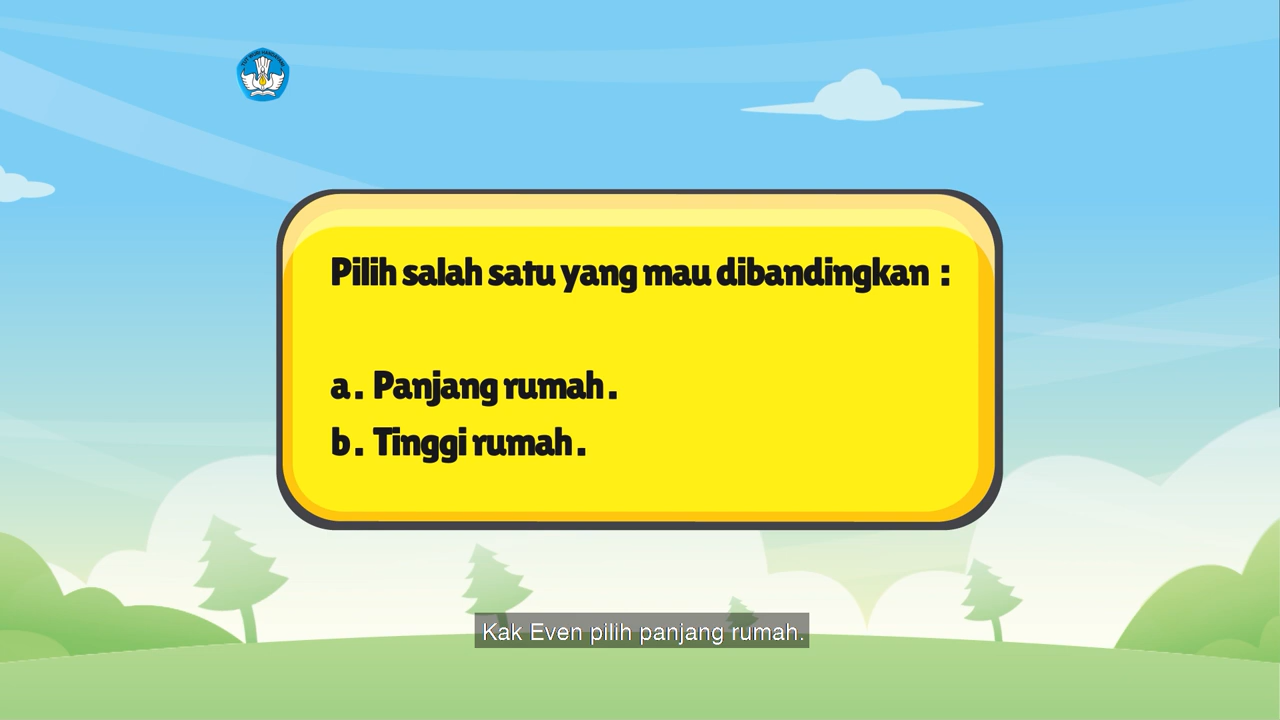 Pilih salah satu yang mau dibandingkan :
a. Panjang rumah.
b. Tinggi rumah.
Kak Even pilih panjang rumah.